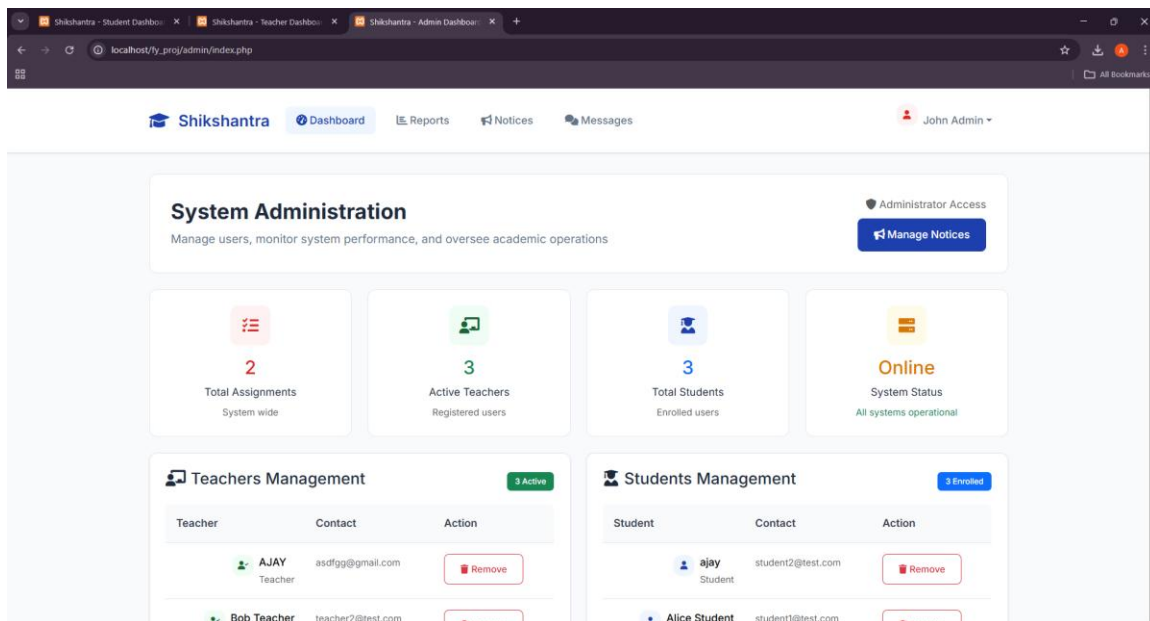 Shikshantra - Student Dashboar
Shikshantra - Teacher Dashboar
Shikshantra - Admin Dashboard
localhost/fy_proj/admin/index.php
A
All Bookmarks
Shikshantra Dashboard Reports Notices Messages John Admin
System Administration
Manage users, monitor system performance, and oversee academic operations
Administrator Access
Manage Notices
2
Total Assignments
System wide
3
Active Teachers
Registered users
3
Total Students
Enrolled users
Online
System Status
All systems operational
Teachers Management 3 Active
Teacher Contact Action
AJAY asdfgg@gmail.com Remove
Teacher
Bob Teacher teacher2@test.com
Students Management 3 Enrolled
Student Contact Action
ajay student2@test.com Remove
Student
Alice Student student1@test.com